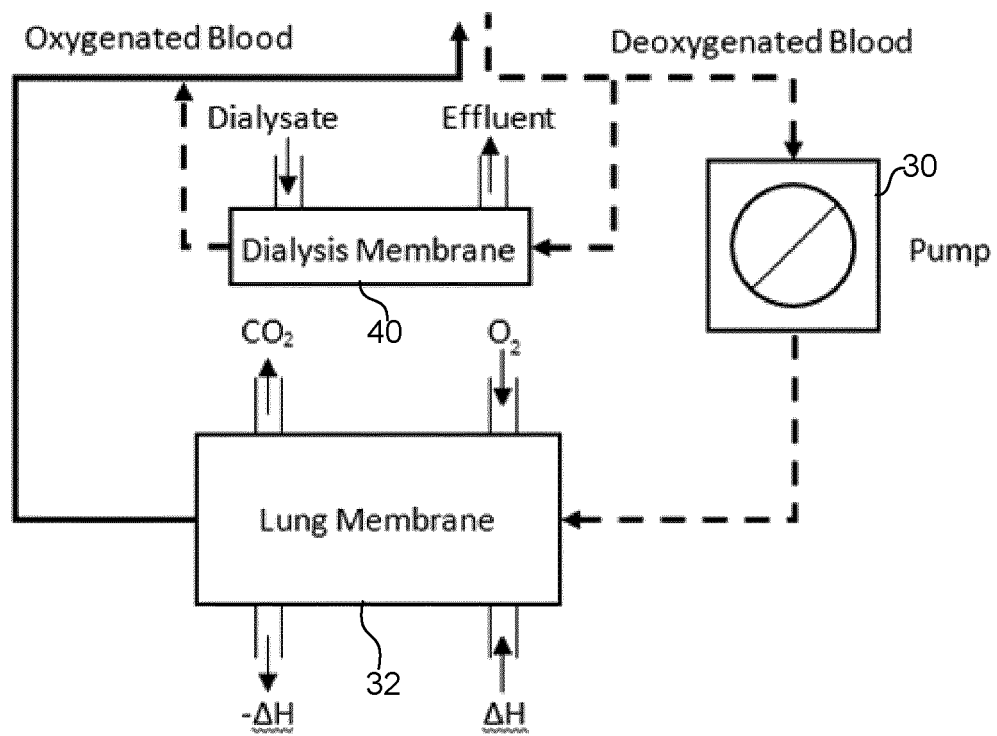 Oxygenated Blood
Deoxygenated Blood
Dialysate
Effluent
30
Dialysis Membrane
Pump
40
CO₂
O₂
Lung Membrane
32
-ΔH
ΔH